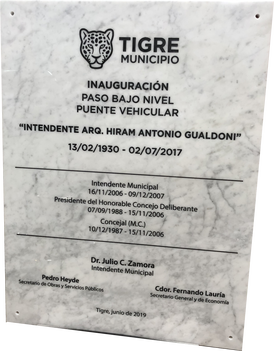 TIGRE
MUNICIPIO
INAUGURACIÓN
PASO BAJO NIVEL
PUENTE VEHICULAR
"INTENDENTE ARQ. HIRAM ANTONIO GUALDONI"
13/02/1930 - 02/07/2017
Intendente Municipal
16/11/2006 - 09/12/2007
Presidente del Honorable Concejo Deliberante
07/09/1988 - 15/11/2006
Concejal (M.C.)
10/12/1987 - 15/11/2006
Dr. Julio C. Zamora
Intendente Municipal
Pedro Heyde
Secretario de Obras y Servicios Públicos
Cdor. Fernando Lauría
Secretario General y de Economía
Tigre, junio de 2019